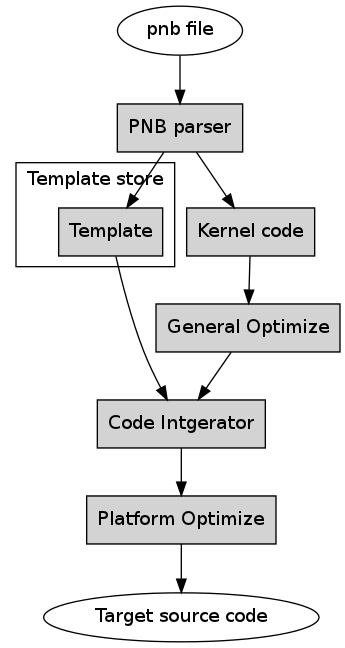 pnb file
PNB parser
Template store
Template
Kernel code
General Optimize
Code Intgerator
Platform Optimize
Target source code